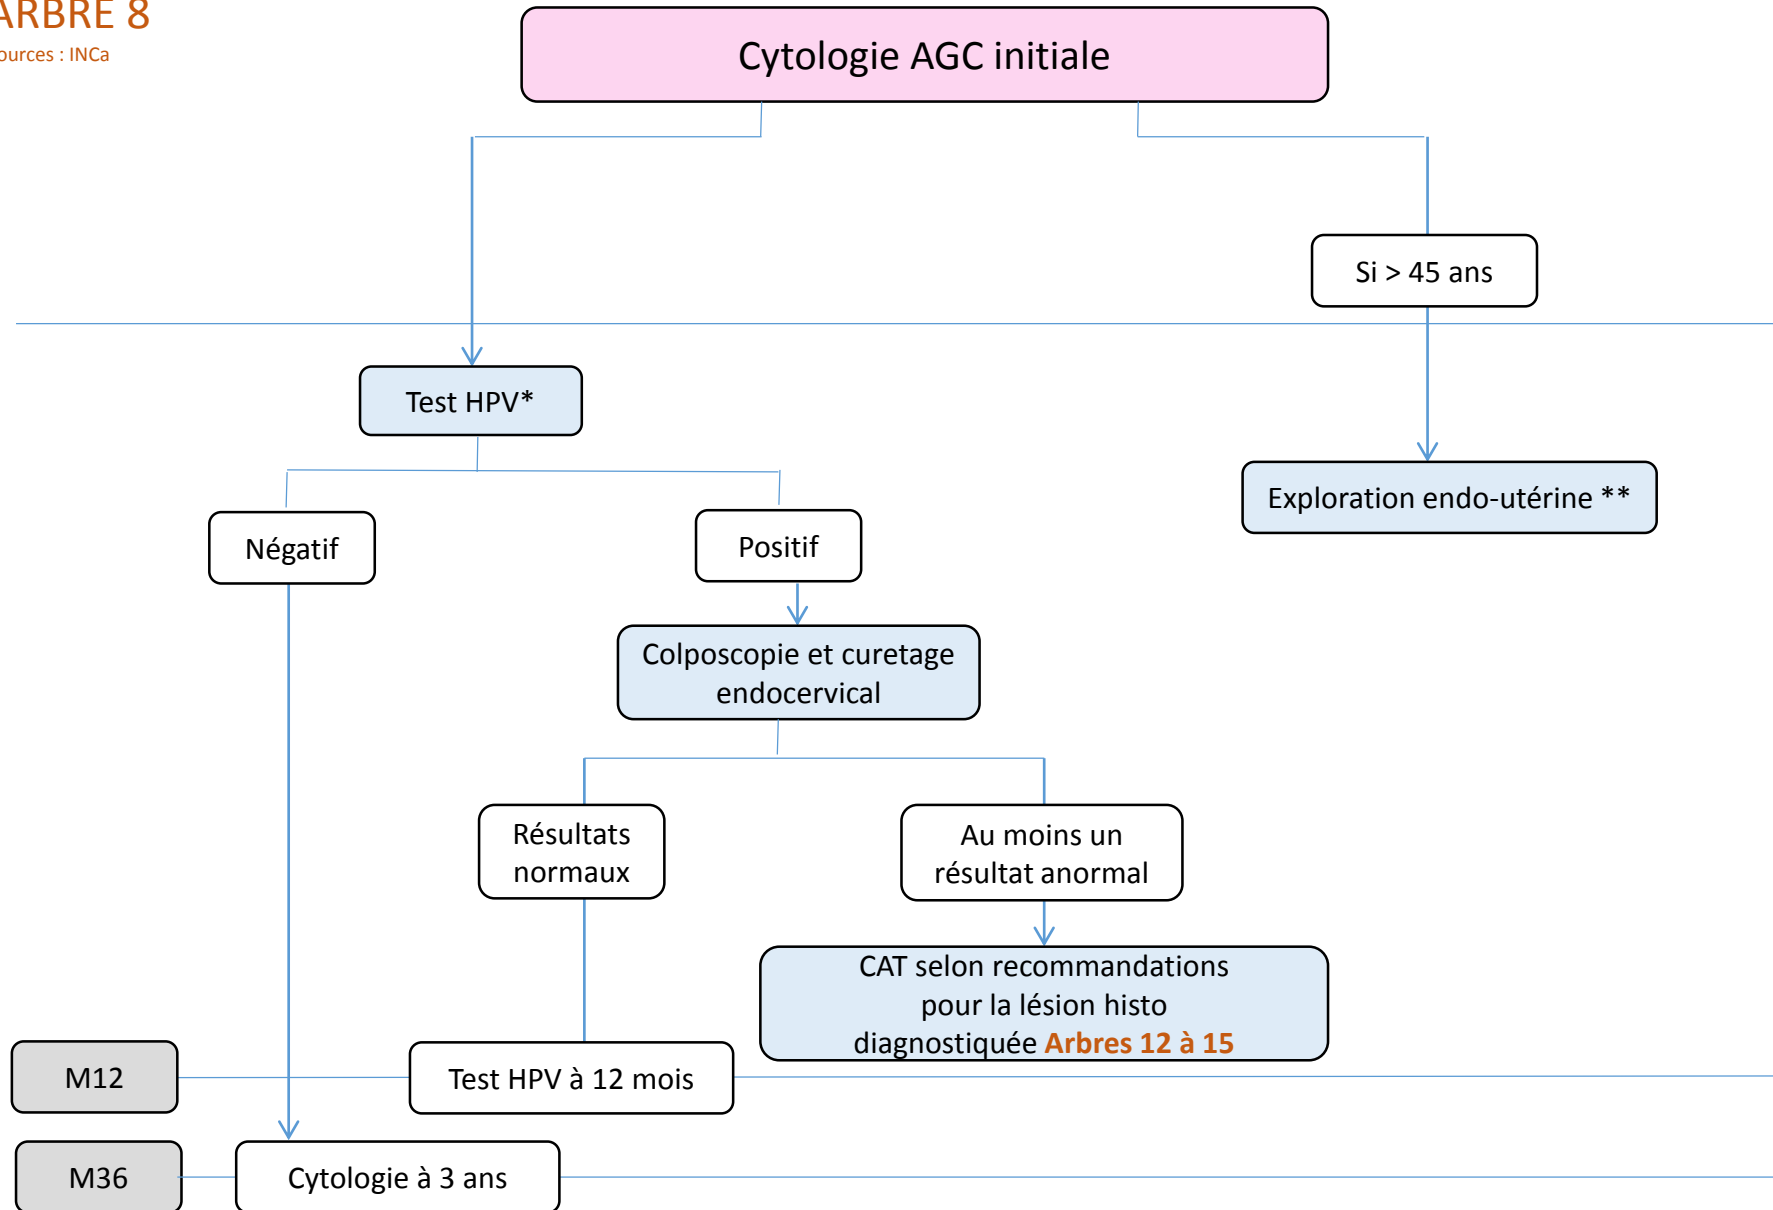 ARBRE 8
ources : INCa
Cytologie AGC initiale
Si > 45 ans
Test HPV*
Exploration endo-utérine **
Négatif
Positif
Colposcopie et curetage
endocervical
Résultats
normaux
Au moins un
résultat anormal
CAT selon recommandations
pour la lésion histo
diagnostiquée Arbres 12 à 15
M12
Test HPV à 12 mois
M36
Cytologie à 3 ans